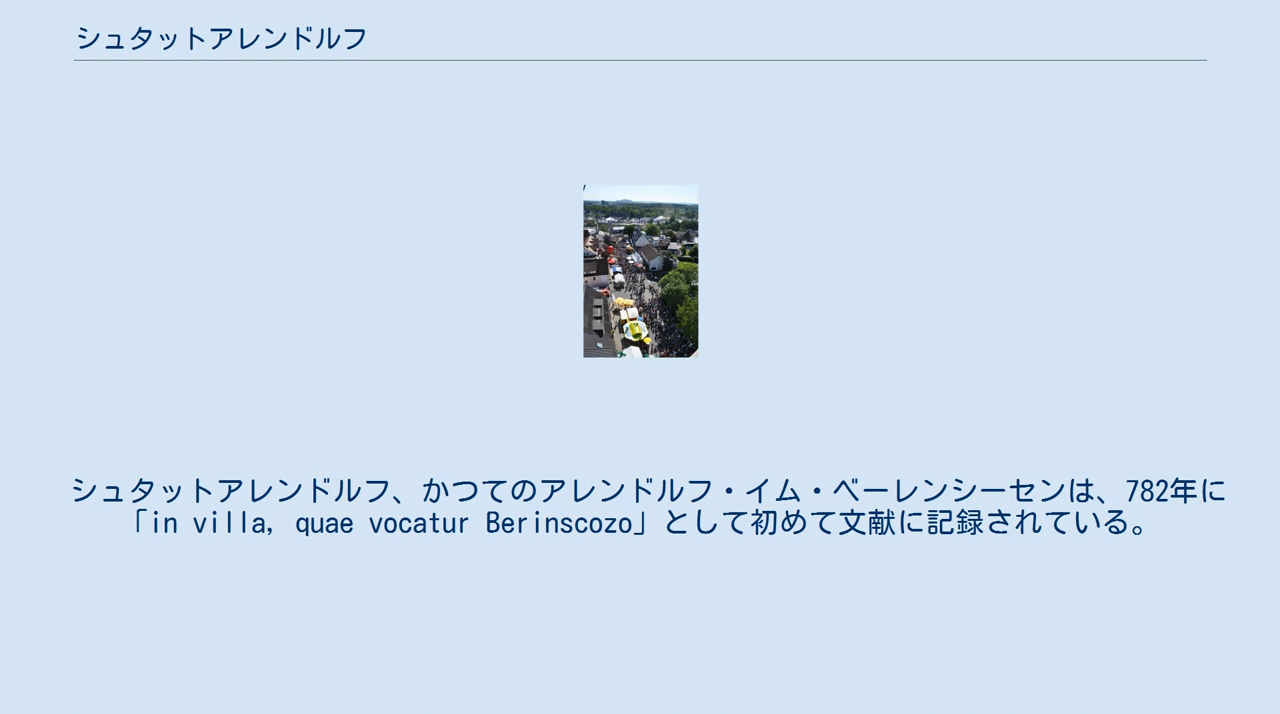 シュタットアレンドルフ
シュタットアレンドルフ、かつてのアレンドルフ・イム・ベーレンシーセンは、782年に
「in villa, quae vocatur Berinscozo」として初めて文献に記録されている。